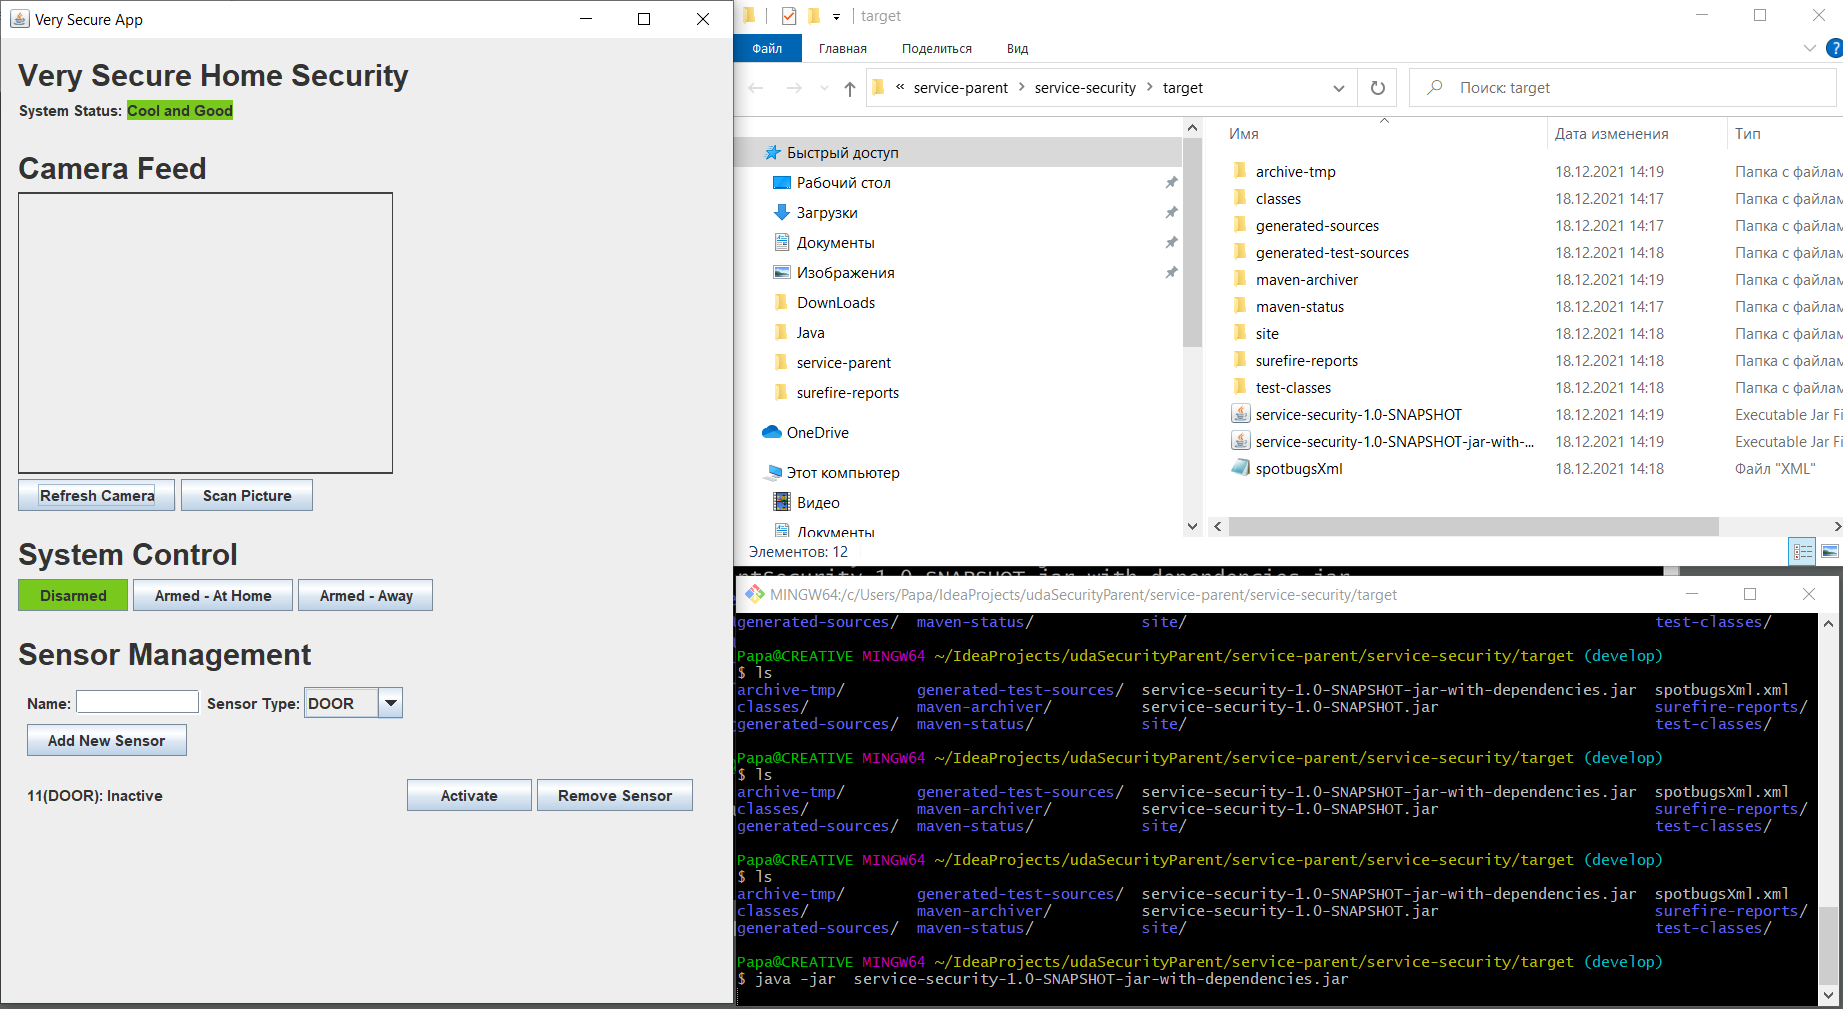 Very Secure App
Very Secure Home Security
System Status: Cool and Good
Camera Feed
Refresh Camera
Scan Picture
System Control
Disarmed
Armed - At Home
Armed - Away
Sensor Management
Name:
Sensor Type: DOOR
Add New Sensor
11(DOOR): Inactive
Activate
Remove Sensor
target
Файл
Главная
Поделиться
Вид
?
« service-parent > service-security > target
Поиск: target
Быстрый доступ
Рабочий стол
Загрузки
Документы
Изображения
DownLoads
Java
service-parent
surefire-reports
OneDrive
Этот компьютер
Видео
Документы
Имя Дата изменения Тип
archive-tmp 18.12.2021 14:19 Папка с файлам
classes 18.12.2021 14:17 Папка с файлам
generated-sources 18.12.2021 14:17 Папка с файлам
generated-test-sources 18.12.2021 14:18 Папка с файлам
maven-archiver 18.12.2021 14:19 Папка с файлам
maven-status 18.12.2021 14:17 Папка с файлам
site 18.12.2021 14:18 Папка с файлам
surefire-reports 18.12.2021 14:18 Папка с файлам
test-classes 18.12.2021 14:18 Папка с файлам
service-security-1.0-SNAPSHOT 18.12.2021 14:19 Executable Jar Fi
service-security-1.0-SNAPSHOT-jar-with-... 18.12.2021 14:19 Executable Jar Fi
spotbugsXml 18.12.2021 14:18 Файл "XML"
Элементов: 12
ntSecurity-1.0-SNAPSHOT-jar-with-dependencies.jar
MINGW64:/c/Users/Papa/IdeaProjects/udaSecurityParent/service-parent/service-security/target
generated-sources/ maven-status/ site/ test-classes/
Papa@CREATIVE MINGW64 ~/IdeaProjects/udaSecurityParent/service-parent/service-security/target (develop)
$ ls
archive-tmp/ generated-test-sources/ service-security-1.0-SNAPSHOT-jar-with-dependencies.jar spotbugsXml.xml
classes/ maven-archiver/ service-security-1.0-SNAPSHOT.jar surefire-reports/
generated-sources/ maven-status/ site/ test-classes/
Papa@CREATIVE MINGW64 ~/IdeaProjects/udaSecurityParent/service-parent/service-security/target (develop)
$ ls
archive-tmp/ generated-test-sources/ service-security-1.0-SNAPSHOT-jar-with-dependencies.jar spotbugsXml.xml
classes/ maven-archiver/ service-security-1.0-SNAPSHOT.jar surefire-reports/
generated-sources/ maven-status/ site/ test-classes/
Papa@CREATIVE MINGW64 ~/IdeaProjects/udaSecurityParent/service-parent/service-security/target (develop)
$ ls
archive-tmp/ generated-test-sources/ service-security-1.0-SNAPSHOT-jar-with-dependencies.jar spotbugsXml.xml
classes/ maven-archiver/ service-security-1.0-SNAPSHOT.jar surefire-reports/
generated-sources/ maven-status/ site/ test-classes/
Papa@CREATIVE MINGW64 ~/IdeaProjects/udaSecurityParent/service-parent/service-security/target (develop)
$ java -jar service-security-1.0-SNAPSHOT-jar-with-dependencies.jar